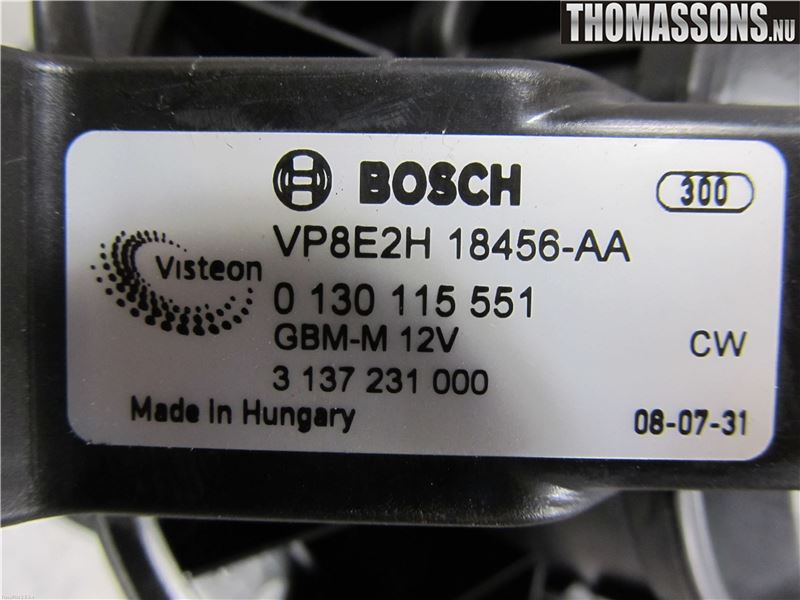 THOMASSONS.NU
BOSCH
300
VP8E2H 18456-AA
Visteon
0 130 115 551
GBM-M 12V
CW
3 137 231 000
Made In Hungary
08-07-31